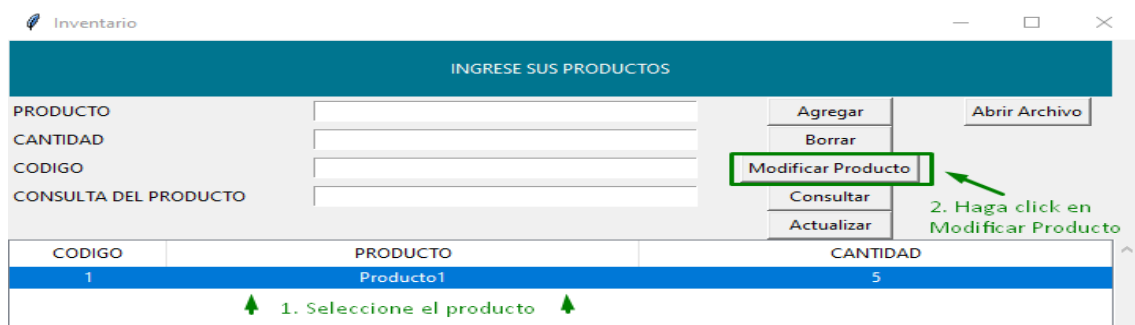 Inventario
INGRESE SUS PRODUCTOS
PRODUCTO
Agregar
Abrir Archivo
CANTIDAD
Borrar
CODIGO
Modificar Producto
CONSULTA DEL PRODUCTO
Consultar
Actualizar
2. Haga click en
Modificar Producto
CODIGO PRODUCTO CANTIDAD
1 Producto1 5
1. Seleccione el producto